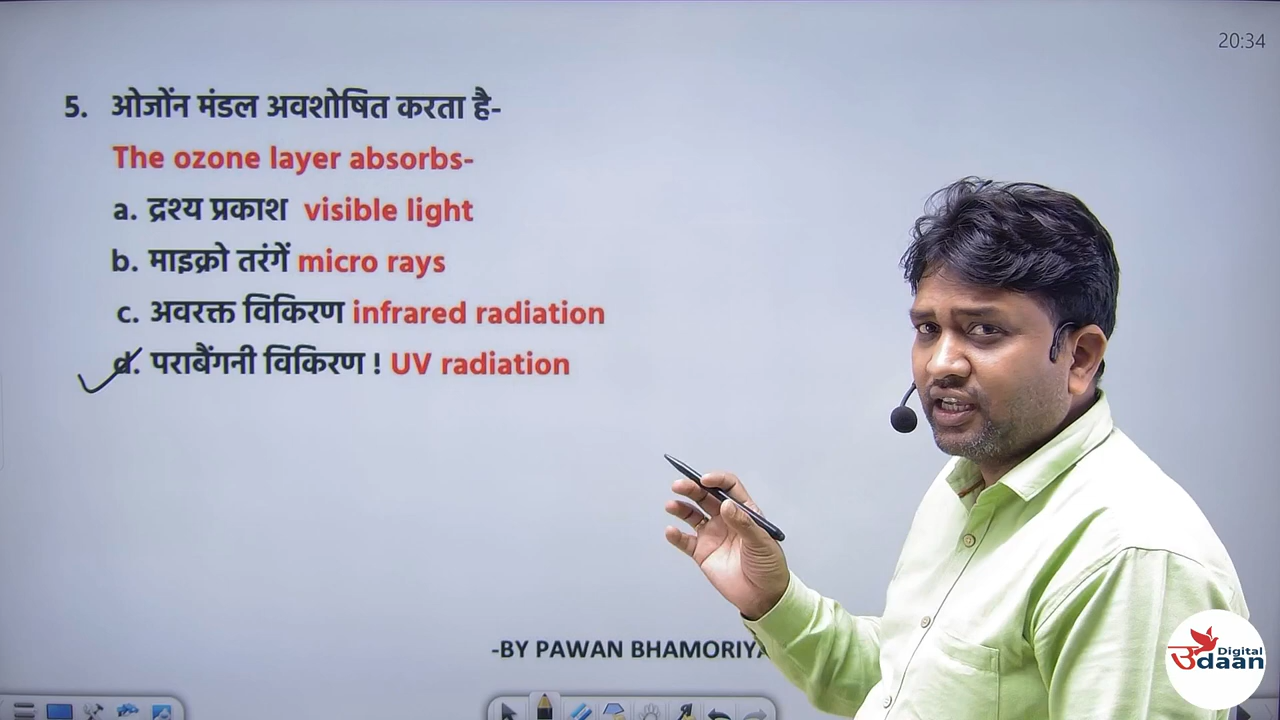 20:34
5. ओजोंन मंडल अवशोषित करता है-
The ozone layer absorbs-
a. द्रश्य प्रकाश visible light
b. माइक्रो तरंगें micro rays
c. अवरक्त विकिरण infrared radiation
d. पराबैंगनी विकिरण ! UV radiation
-BY PAWAN BHAMORIYA
Digital
उdaan